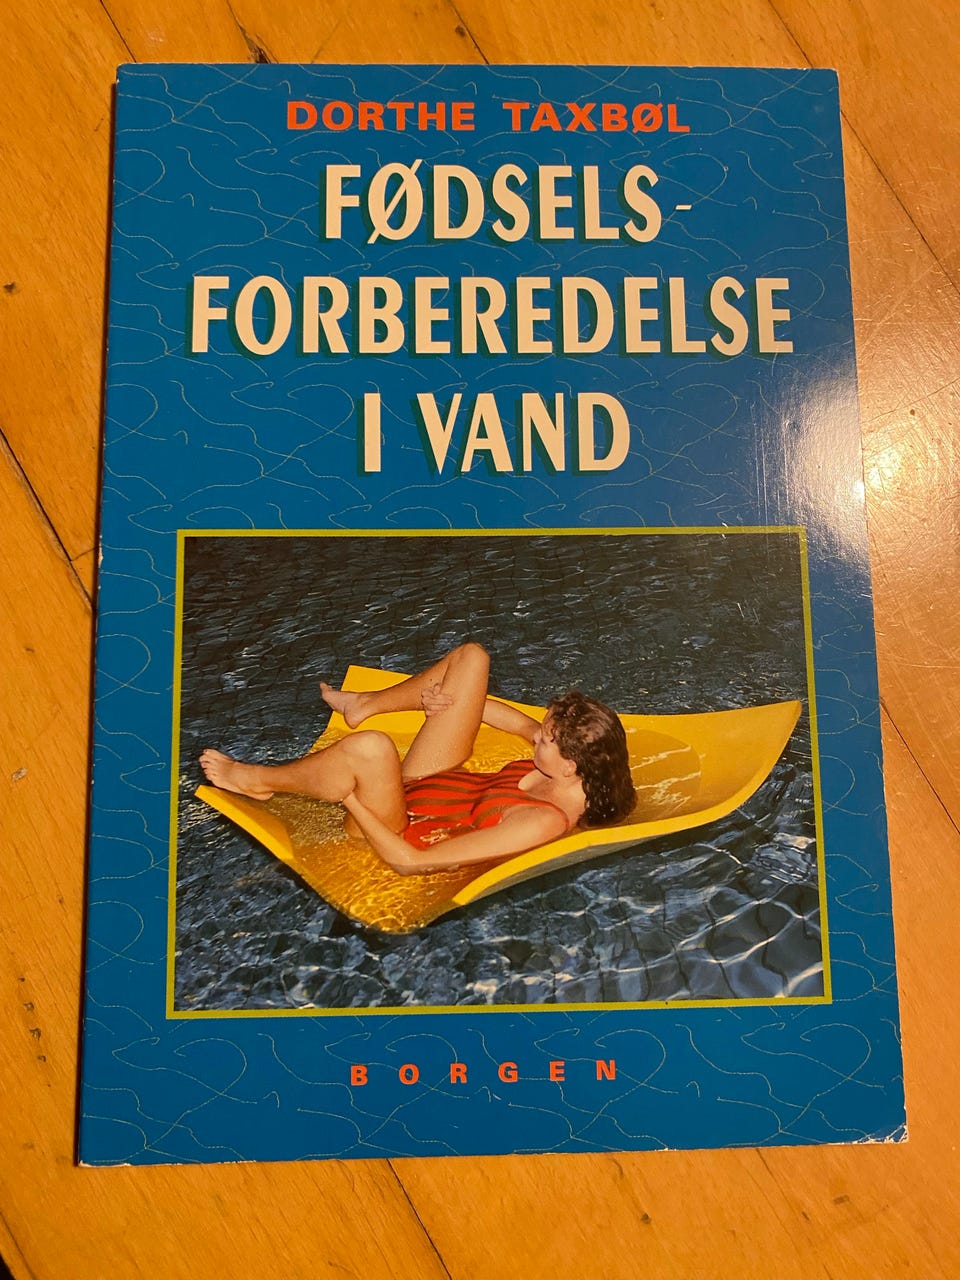 DORTHE TAXBØL
FØDSELS-
FORBEREDELSE
I VAND
BORGEN